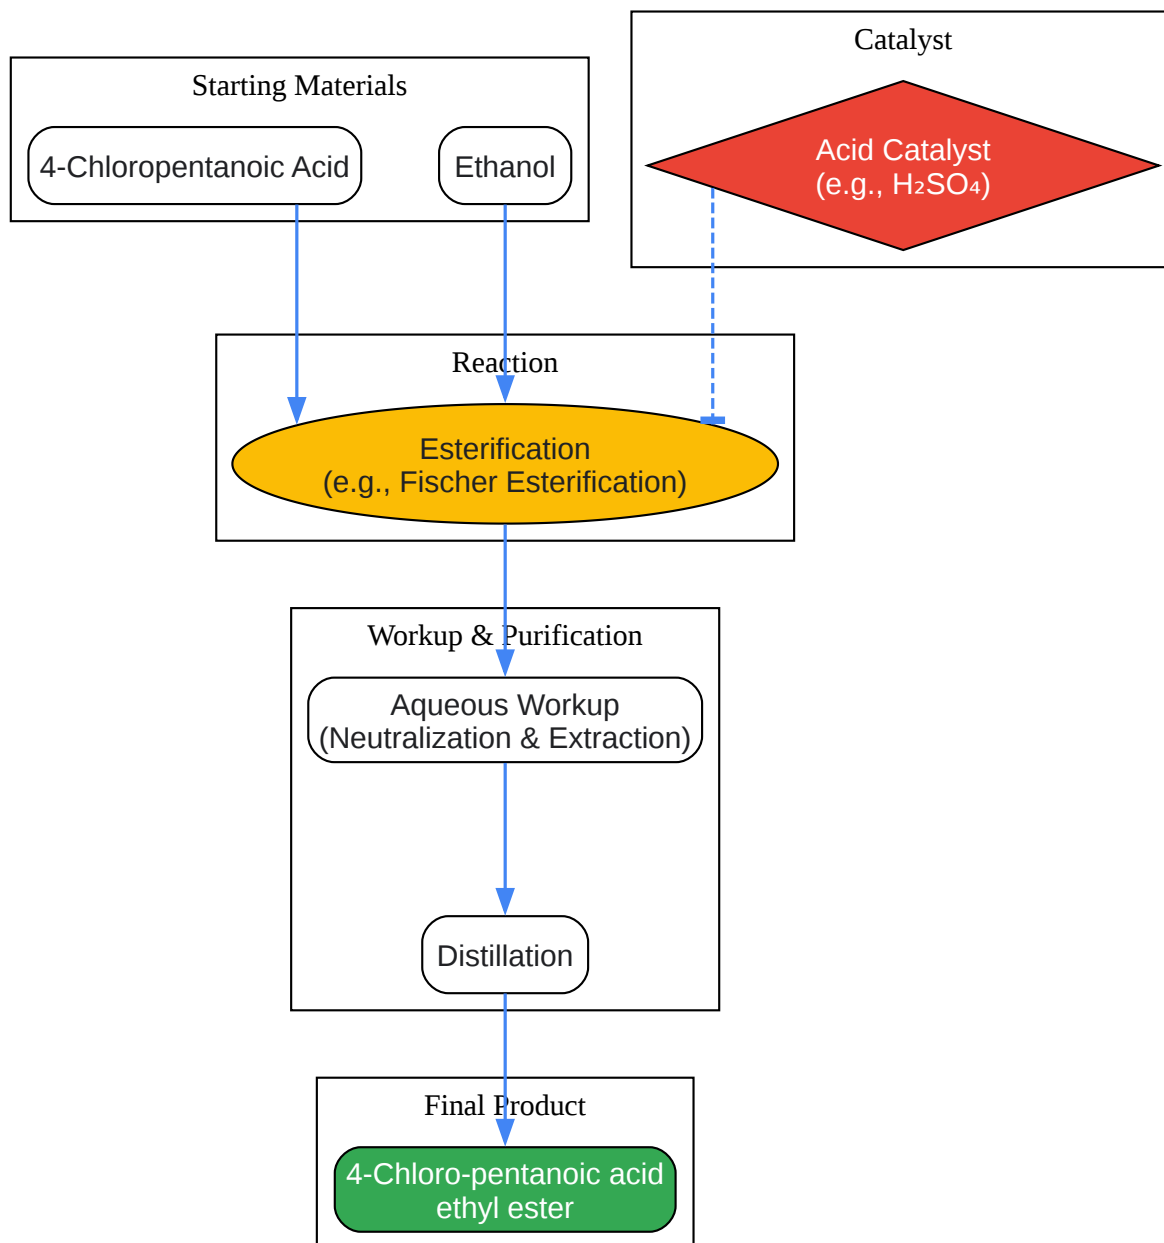 Starting Materials
4-Chloropentanoic Acid
Ethanol
Catalyst
Acid Catalyst
(e.g., H₂SO₄)
Reaction
Esterification
(e.g., Fischer Esterification)
Workup & Purification
Aqueous Workup
(Neutralization & Extraction)
Distillation
Final Product
4-Chloro-pentanoic acid
ethyl ester